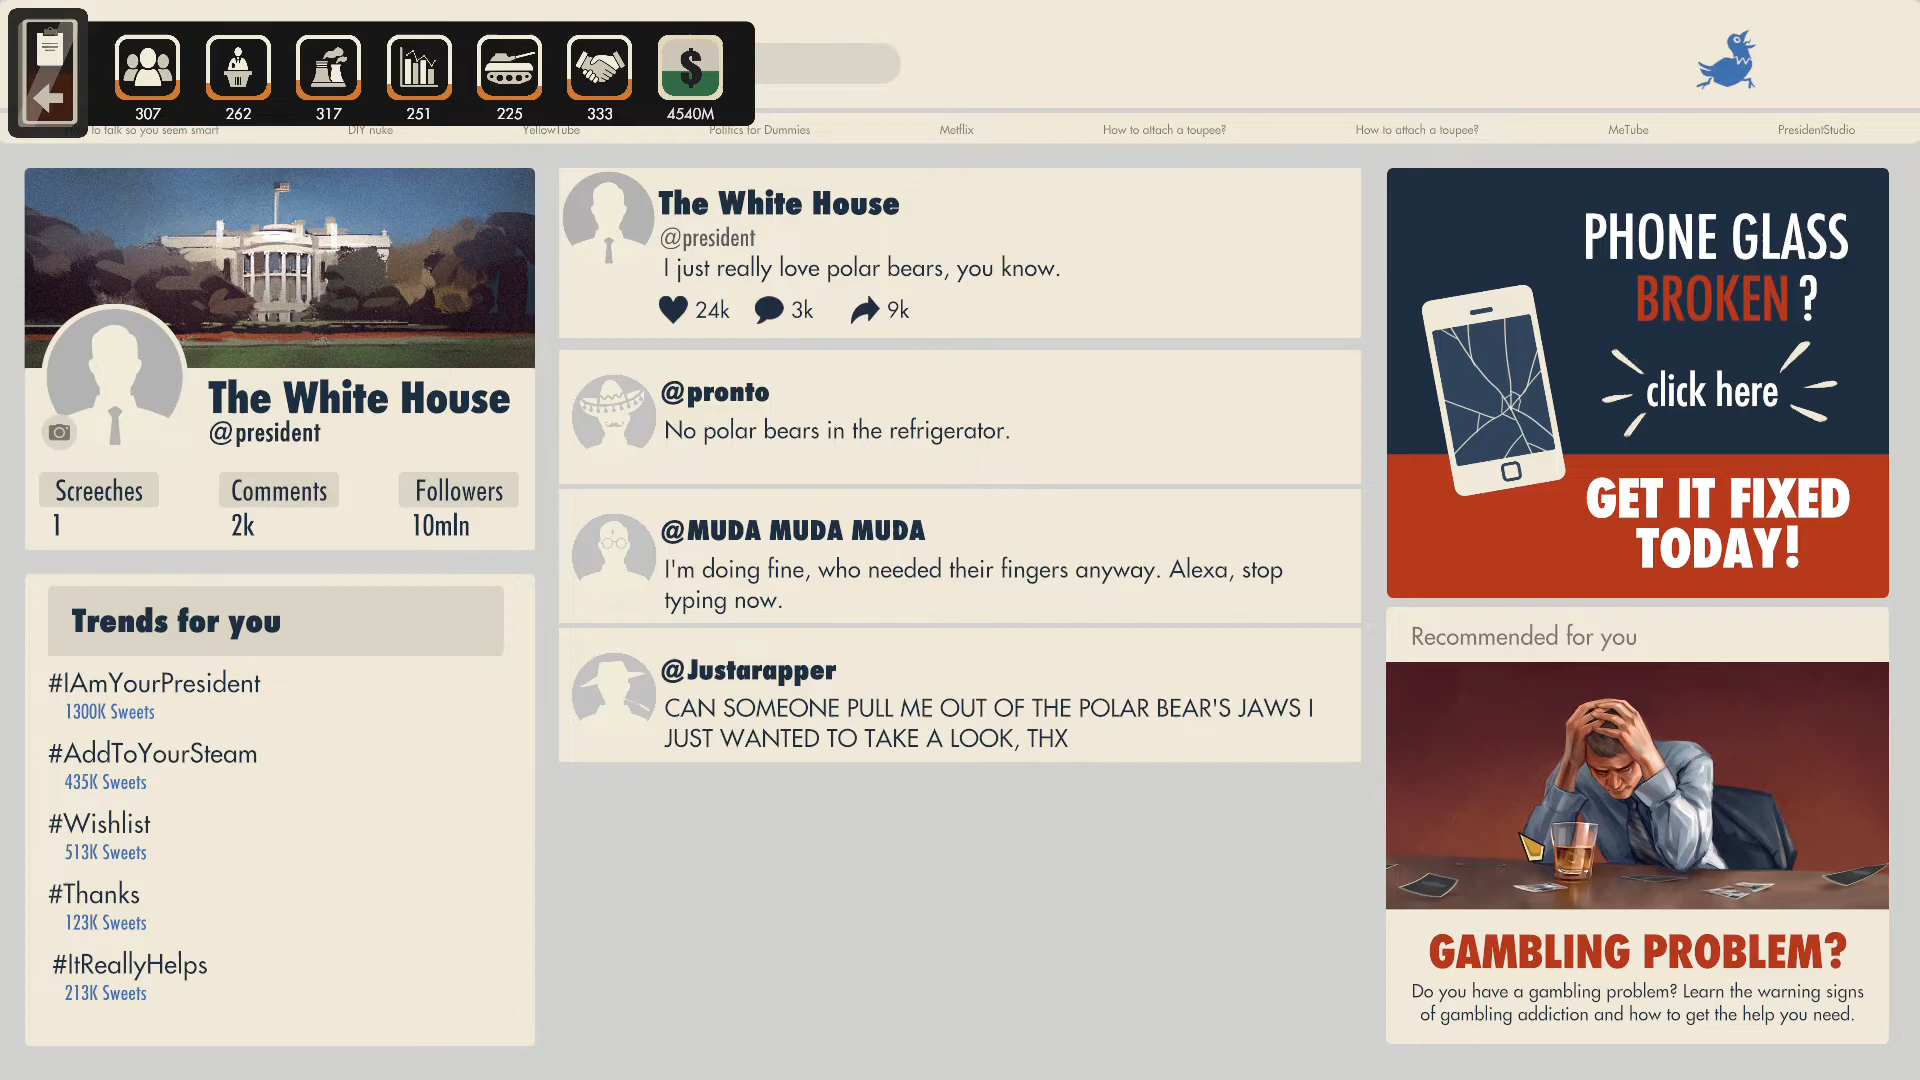 307
262
317
251
225
333
4540M
to talk so you seem smart
DIY nuke
YellowTube
Politics for Dummies
Metflix
How to attach a toupee?
How to attach a toupee?
MeTube
PresidentStudio
The White House
@president
Screeches
Comments
Followers
1
2k
10mln
Trends for you
#IAmYourPresident
1300K Sweets
#AddToYourSteam
435K Sweets
#Wishlist
513K Sweets
#Thanks
123K Sweets
#ItReallyHelps
213K Sweets
The White House
@president
I just really love polar bears, you know.
24k
3k
9k
@pronto
No polar bears in the refrigerator.
@MUDA MUDA MUDA
I'm doing fine, who needed their fingers anyway. Alexa, stop
typing now.
@Justarapper
CAN SOMEONE PULL ME OUT OF THE POLAR BEAR'S JAWS I
JUST WANTED TO TAKE A LOOK, THX
PHONE GLASS
BROKEN?
click here
GET IT FIXED
TODAY!
Recommended for you
GAMBLING PROBLEM?
Do you have a gambling problem? Learn the warning signs
of gambling addiction and how to get the help you need.